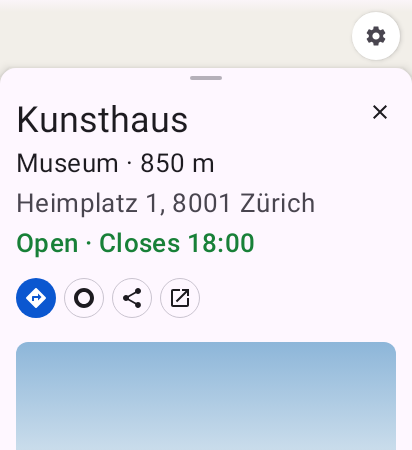 Kunsthaus
Museum · 850 m
Heimplatz 1, 8001 Zürich
Open · Closes 18:00